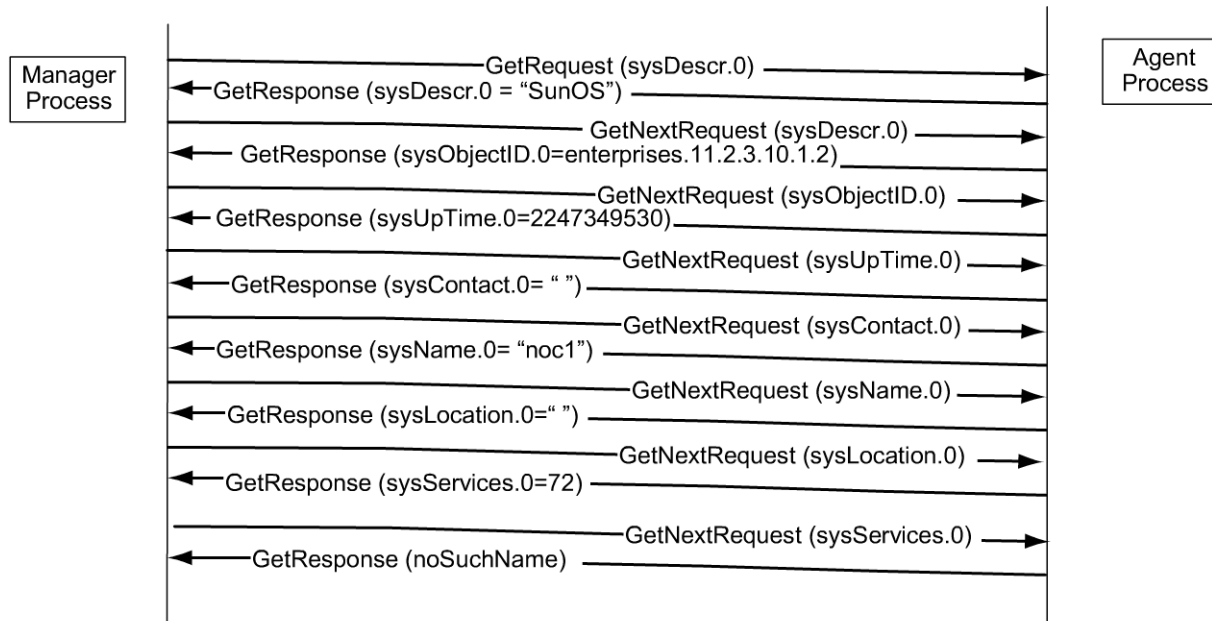 Manager
Process
Agent
Process
GetRequest (sysDescr.0)
GetResponse (sysDescr.0 = “SunOS”)
GetNextRequest (sysDescr.0)
GetResponse (sysObjectID.0=enterprises.11.2.3.10.1.2)
GetNextRequest (sysObjectID.0)
GetResponse (sysUpTime.0=2247349530)
GetNextRequest (sysUpTime.0)
GetResponse (sysContact.0= “ ”)
GetNextRequest (sysContact.0)
GetResponse (sysName.0= “noc1”)
GetNextRequest (sysName.0)
GetResponse (sysLocation.0=“ ”)
GetNextRequest (sysLocation.0)
GetResponse (sysServices.0=72)
GetNextRequest (sysServices.0)
GetResponse (noSuchName)